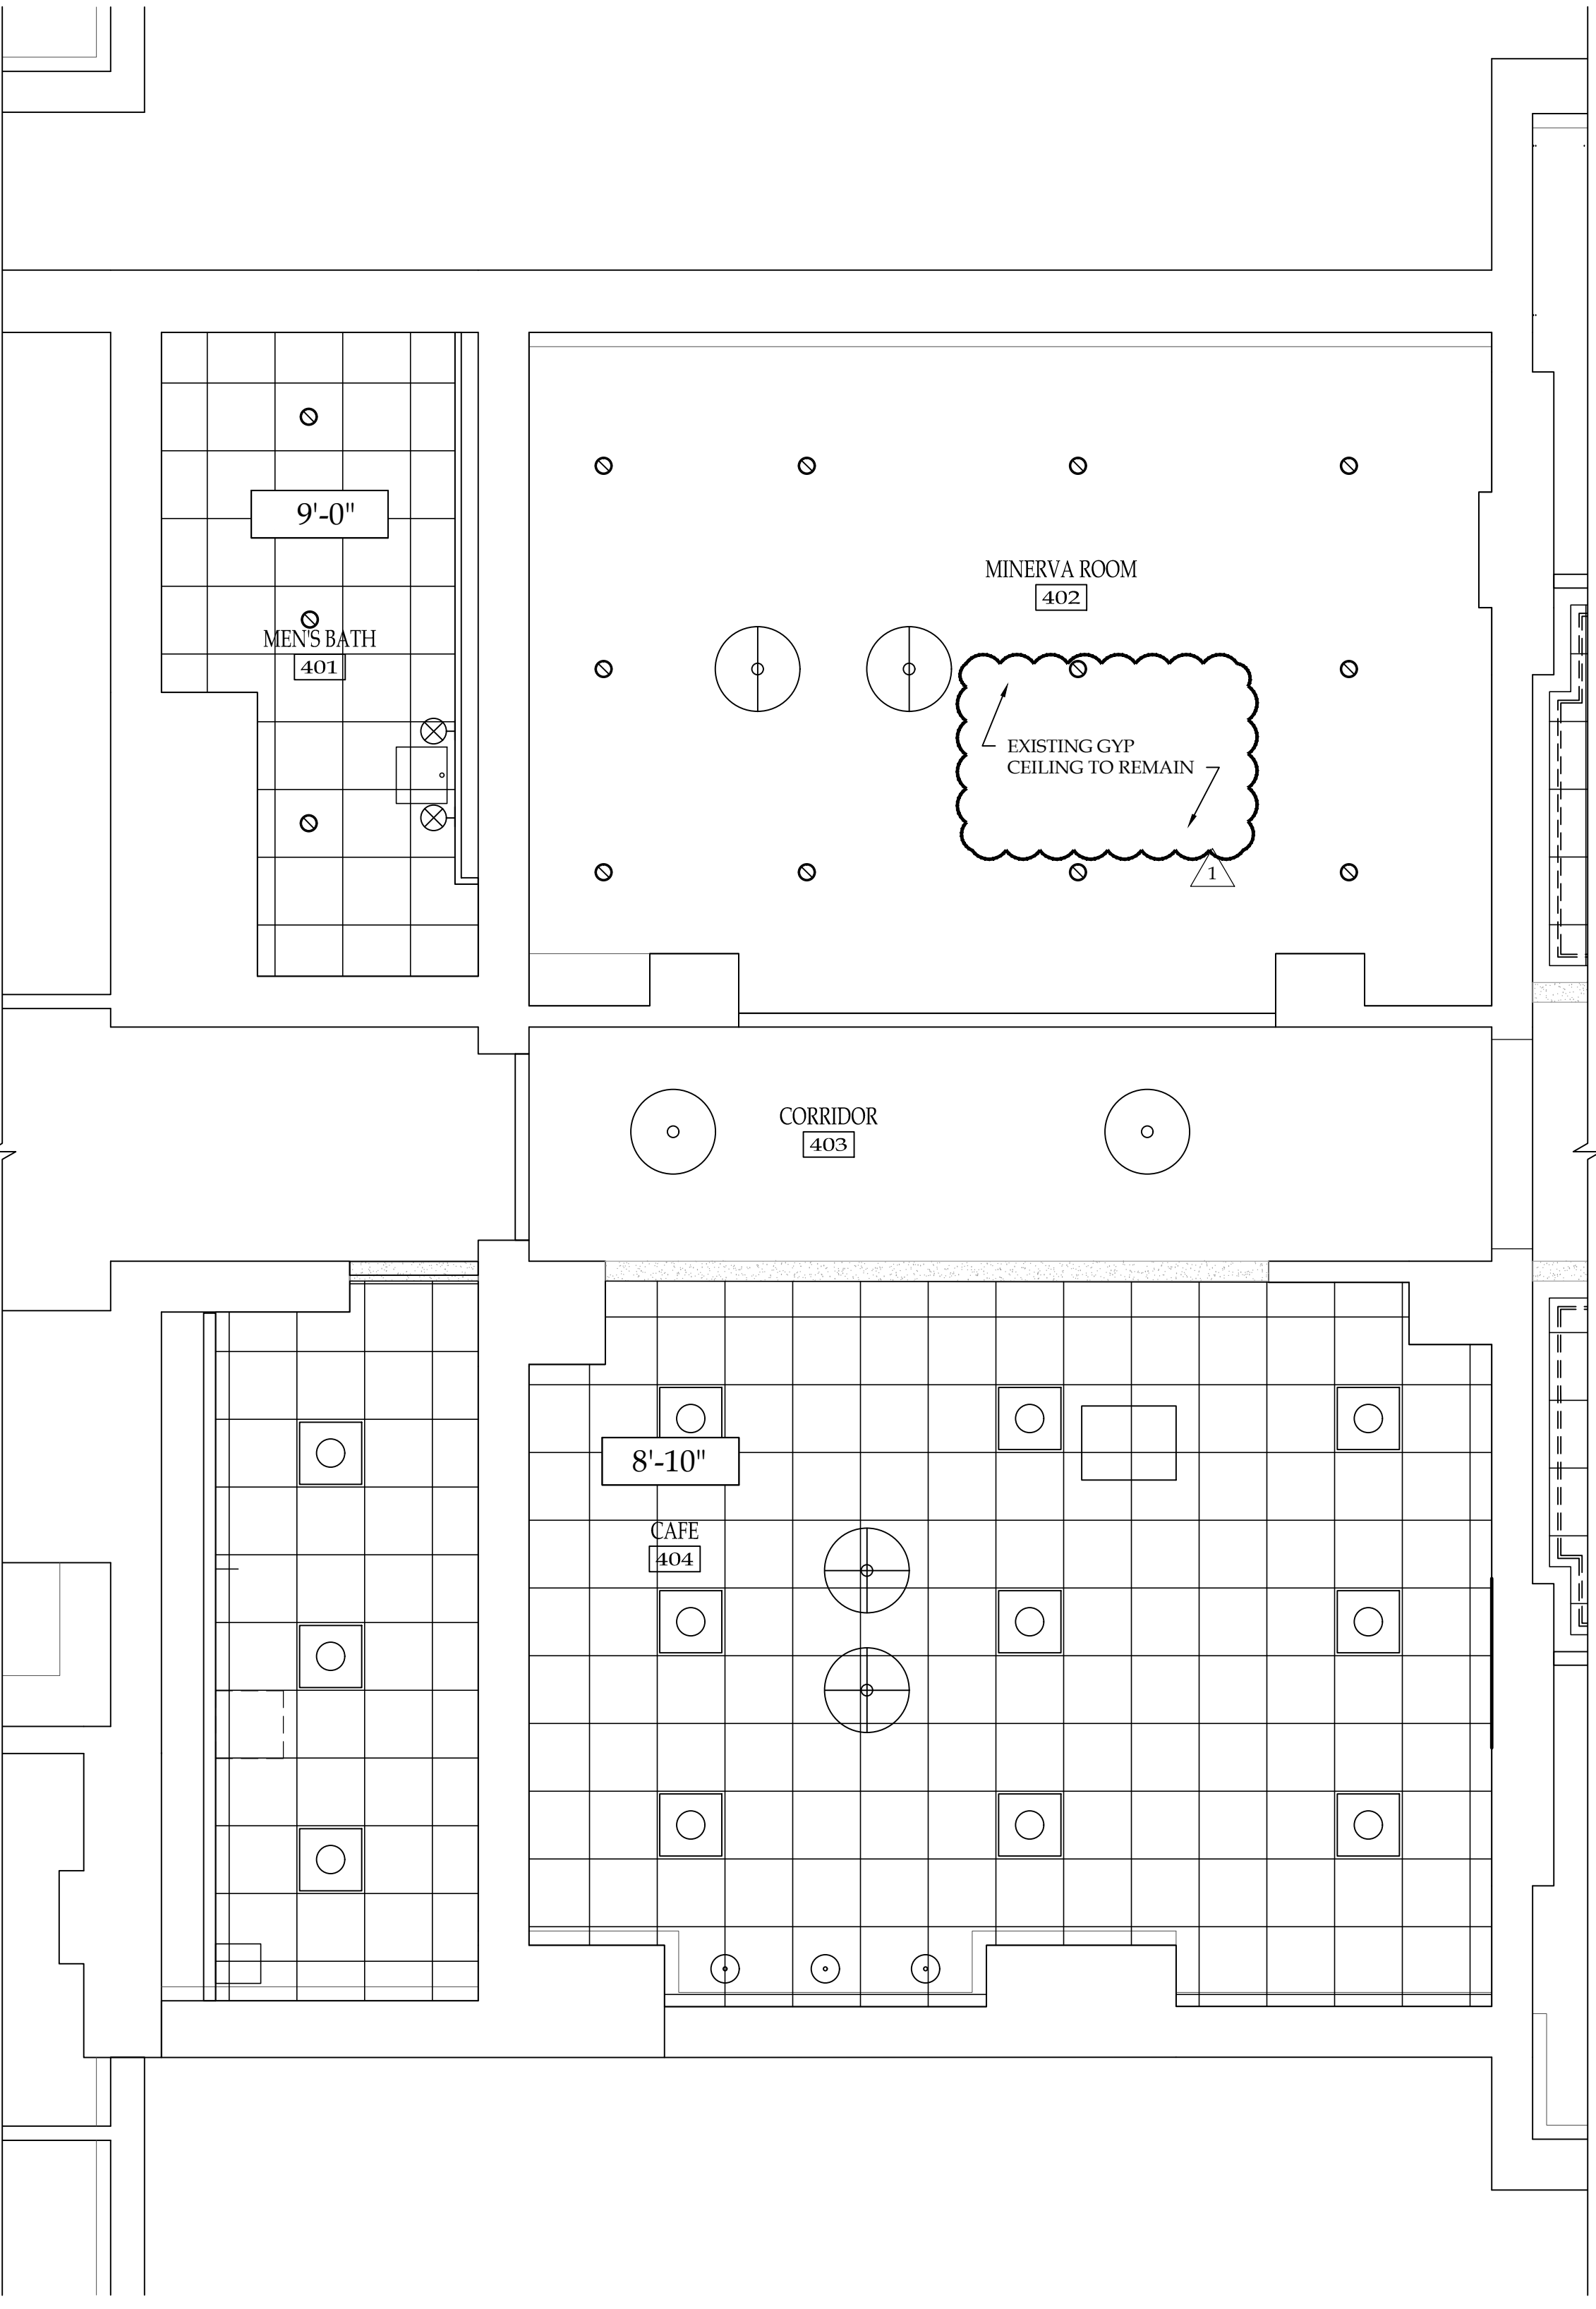 9'-0"
MINERVA ROOM
402
MEN'S BATH
401
EXISTING GYP
CEILING TO REMAIN
1
CORRIDOR
403
8'-10"
CAFE
404